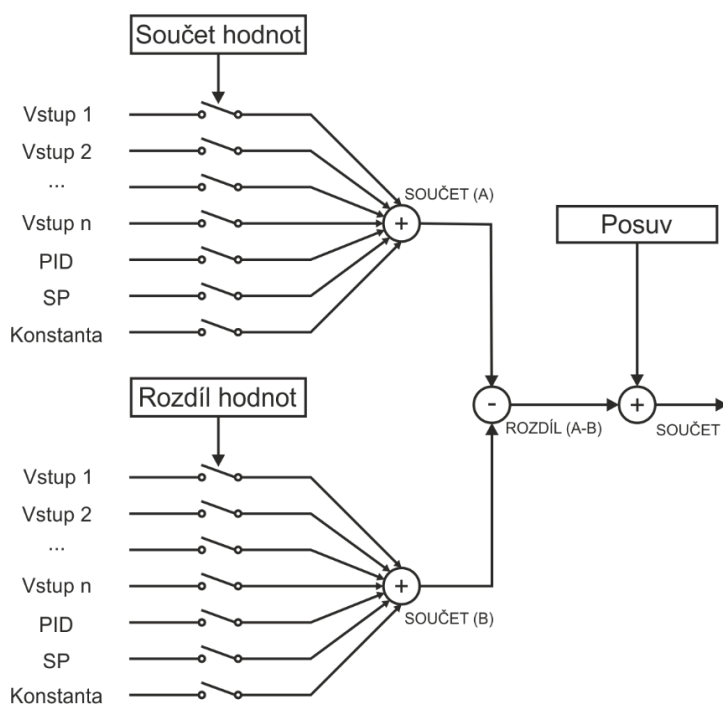 Součet hodnot
Vstup 1
Vstup 2
...
Vstup n
PID
SP
Konstanta
+
SOUČET (A)
Posuv
Rozdíl hodnot
-
ROZDÍL (A-B)
+
SOUČET
Vstup 1
Vstup 2
...
Vstup n
PID
SP
Konstanta
+
SOUČET (B)